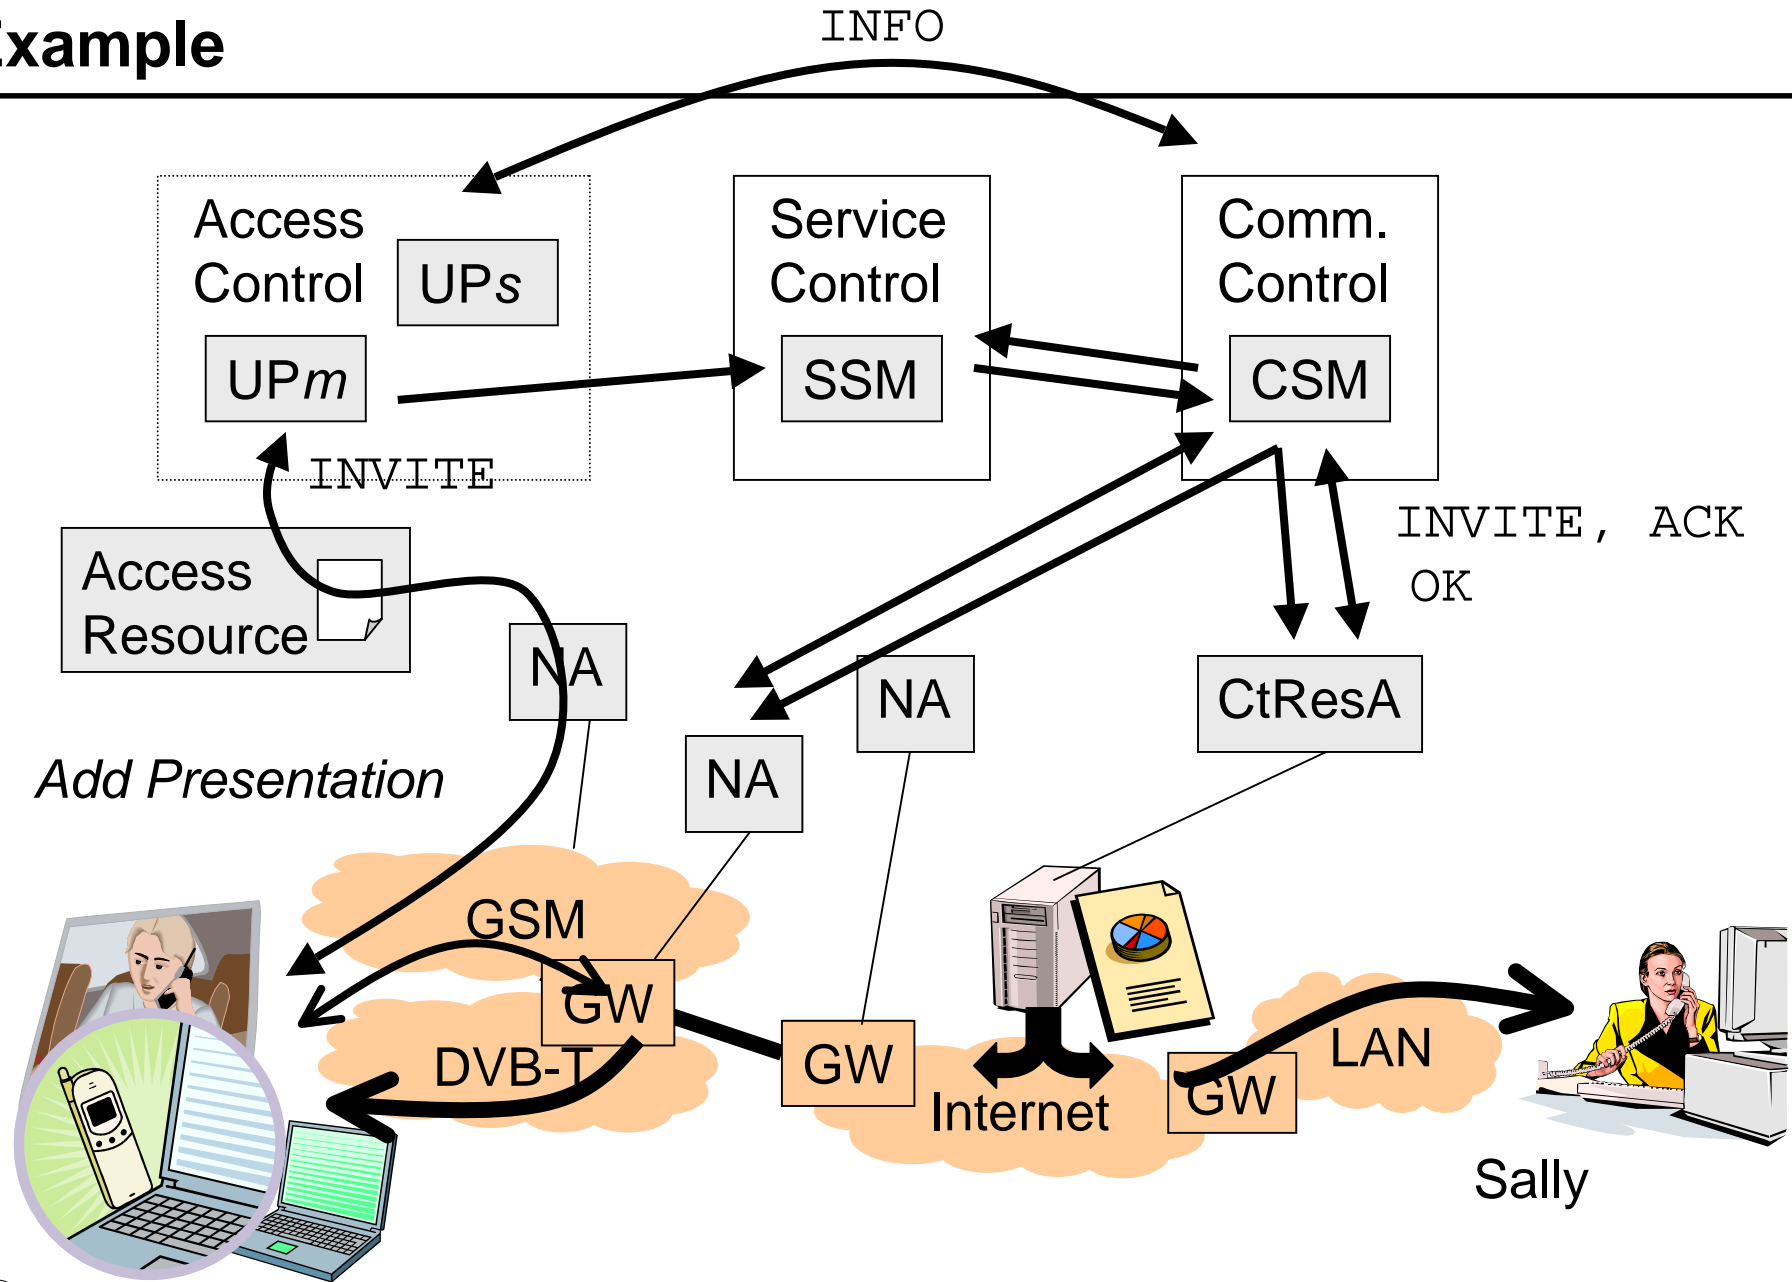 Example
INFO
Access
Control
UPs
UPm
INVITE
Service
Control
SSM
Comm.
Control
CSM
INVITE, ACK
OK
Access
Resource
NA
NA
NA
CtResA
Add Presentation
GSM
GW
DVB-T
GW
Internet
GW
LAN
Sally